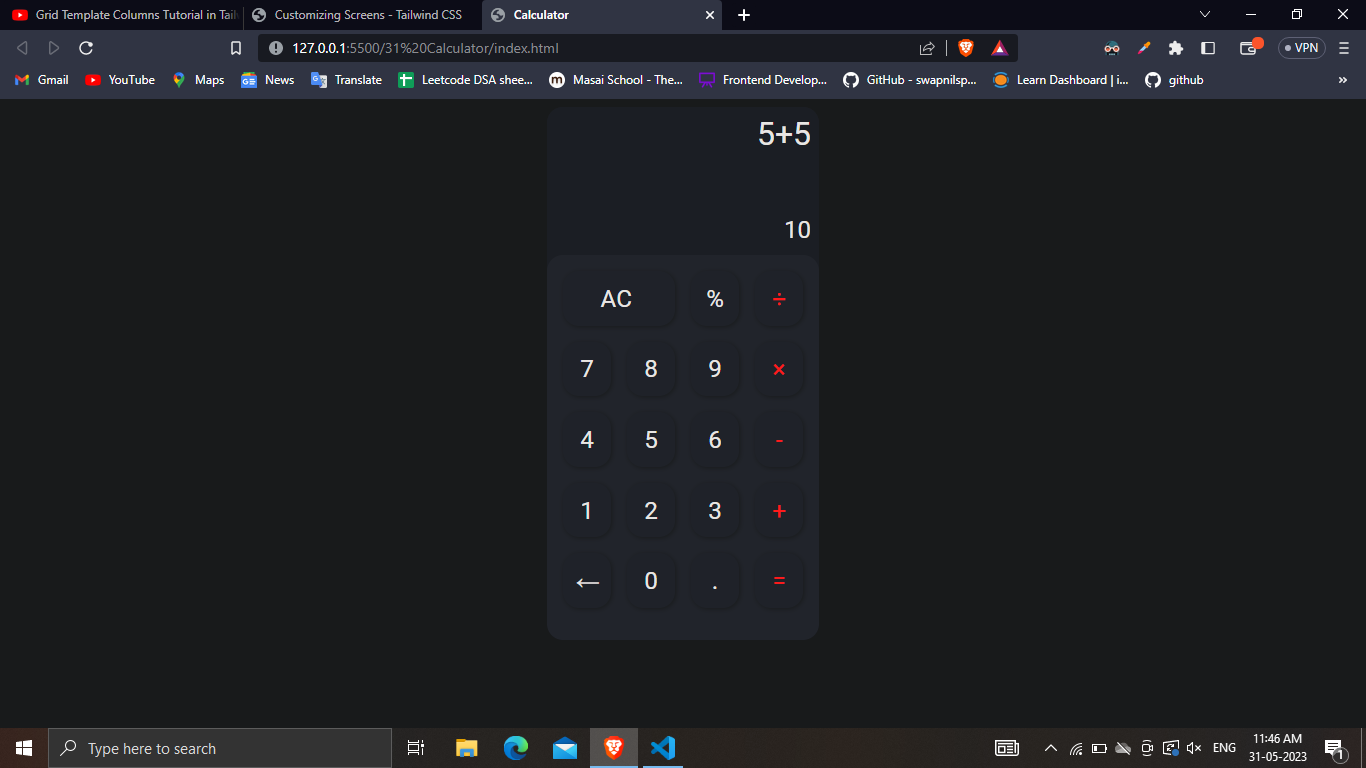 Grid Template Columns Tutorial in Tail
Customizing Screens - Tailwind CSS
Calculator
127.0.0.1:5500/31%20Calculator/index.html
VPN
Gmail
YouTube
Maps
News
Translate
Leetcode DSA shee...
Masai School - The...
Frontend Develop...
GitHub - swapnilsp...
Learn Dashboard | i...
github
»
5+5
10
AC % ÷
7 8 9 ×
4 5 6 -
1 2 3 +
← 0 . =
Type here to search
ENG
11:46 AM
31-05-2023
1